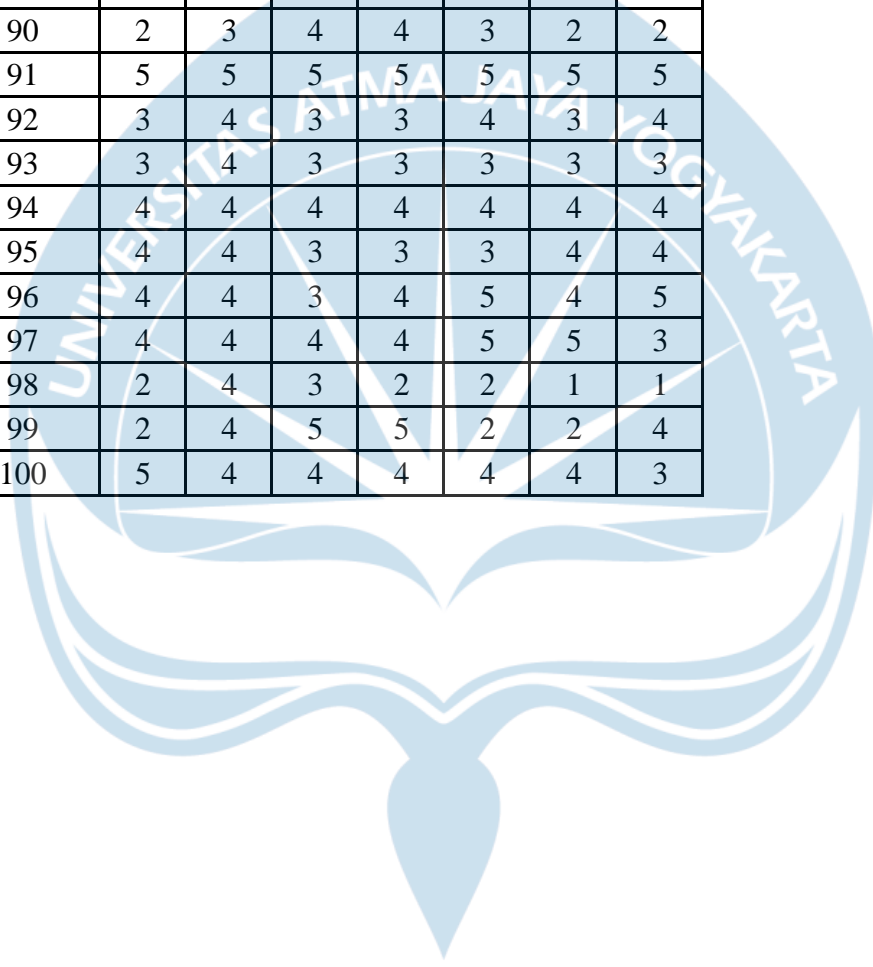 90 2 3 4 4 3 2 2
91 5 5 5 5 5 5 5
92 3 4 3 3 4 3 4
93 3 4 3 3 3 3 3
94 4 4 4 4 4 4 4
95 4 4 3 3 3 4 4
96 4 4 3 4 5 4 5
97 4 4 4 4 5 5 3
98 2 4 3 2 2 1 1
99 2 4 5 5 2 2 4
100 5 4 4 4 4 4 3
UNIVERSITAS ATMA JAYA YOGYAKARTA